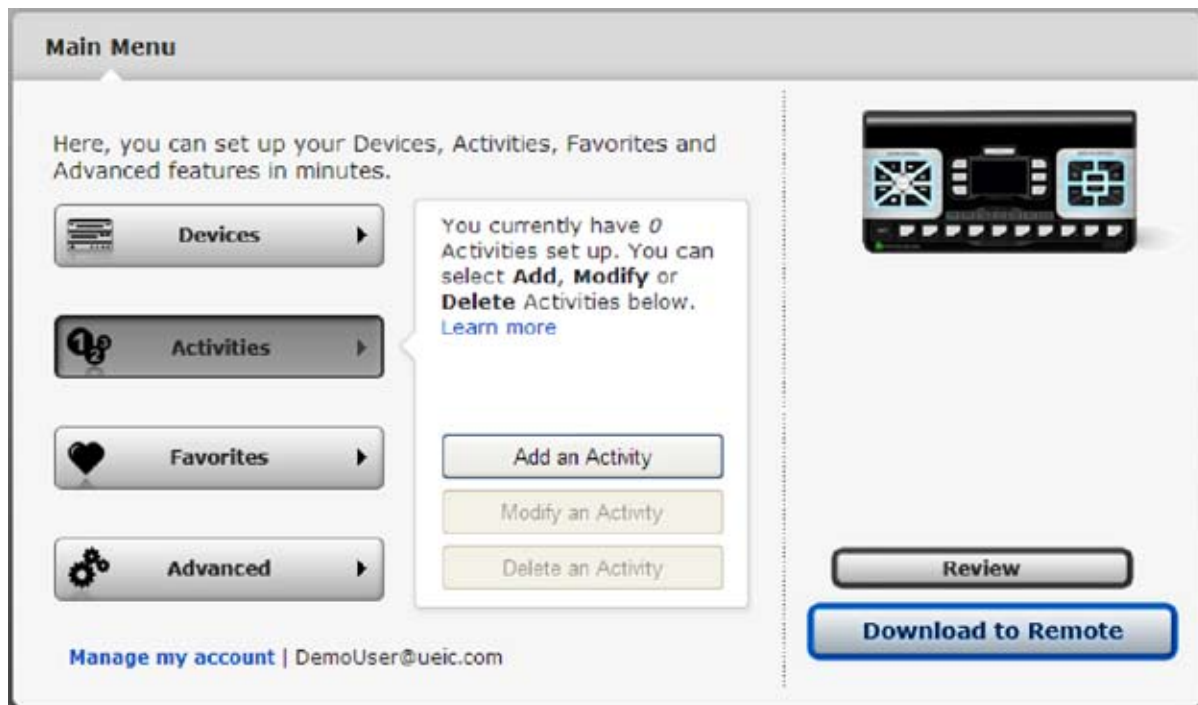 Main Menu
Here, you can set up your Devices, Activities, Favorites and
Advanced features in minutes.
Devices
Activities
Favorites
Advanced
You currently have 0
Activities set up. You can
select Add, Modify or
Delete Activities below.
Learn more
Add an Activity
Modify an Activity
Delete an Activity
Manage my account | DemoUser@ueic.com
Review
Download to Remote